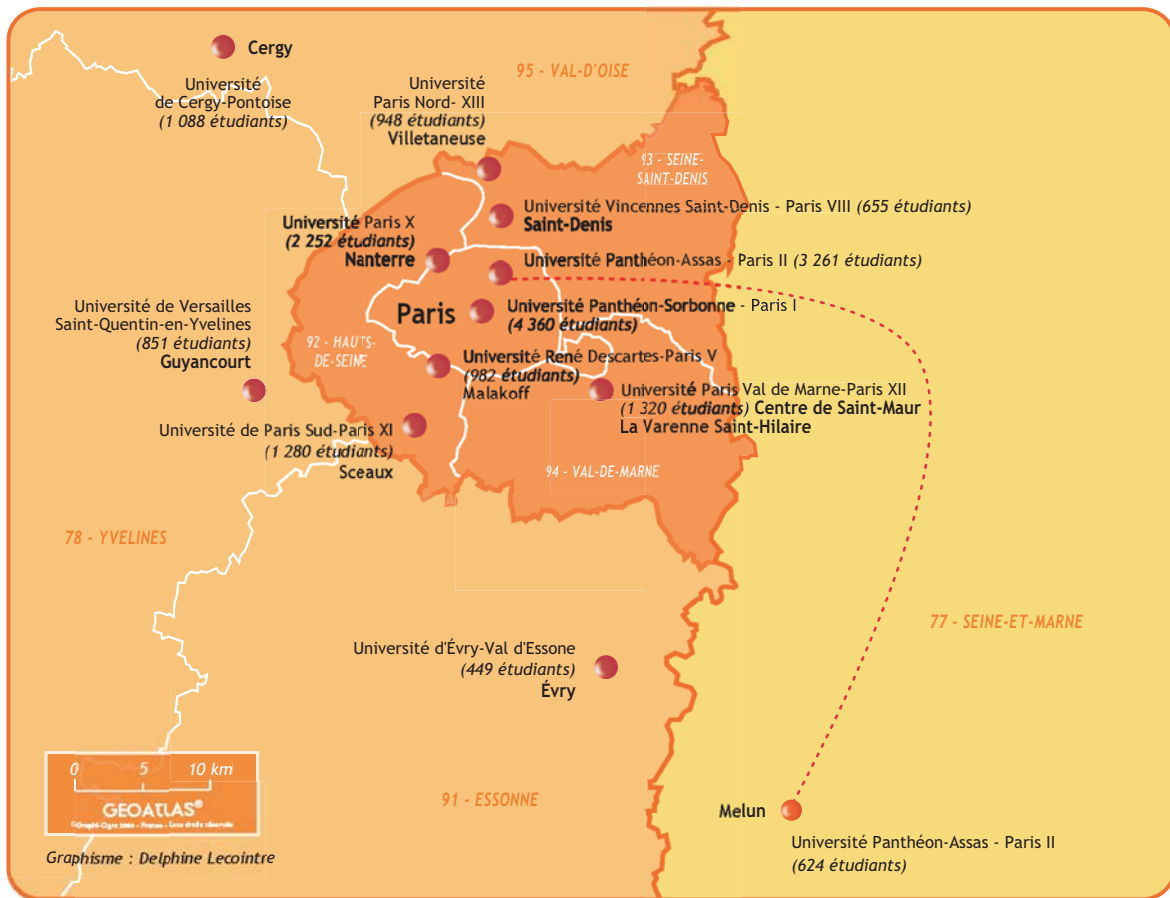 Cergy
Université
de Cergy-Pontoise
(1 088 étudiants)
95 - VAL-D'OISE
Université
Paris Nord- XIII
(948 étudiants)
Villetaneuse
93 - SEINE-
SAINT-DENIS
Université Vincennes Saint-Denis - Paris VIII (655 étudiants)
Saint-Denis
Université Paris X
(2 252 étudiants)
Nanterre
Université Panthéon-Assas - Paris II (3 261 étudiants)
Paris
Université Panthéon-Sorbonne - Paris I
(4 360 étudiants)
Université de Versailles
Saint-Quentin-en-Yvelines
(851 étudiants)
Guyancourt
92 - HAUTS-
DE-SEINE
Université René Descartes-Paris V
(982 étudiants)
Malakoff
Université Paris Val de Marne-Paris XII
(1 320 étudiants) Centre de Saint-Maur
La Varenne Saint-Hilaire
Université de Paris Sud-Paris XI
(1 280 étudiants)
Sceaux
94 - VAL-DE-MARNE
78 - YVELINES
77 - SEINE-ET-MARNE
Université d'Évry-Val d'Essone
(449 étudiants)
Évry
0 5 10 km
GEOATLAS®
Graphisme : Delphine Lecointre
91 - ESSONNE
Melun
Université Panthéon-Assas - Paris II
(624 étudiants)